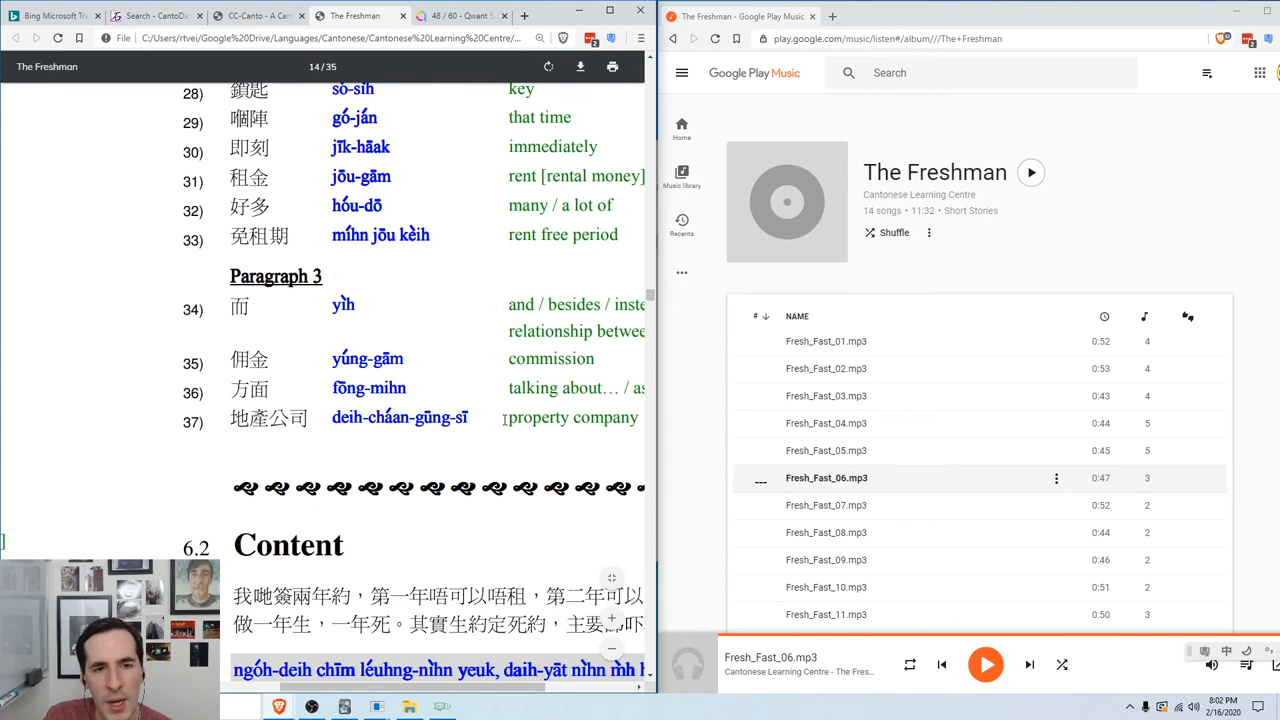 Bing Microsoft Tra
Search - CantoDic
CC-Canto - A Cant
The Freshman
48 / 60 - Qwant S
File
C:/Users/rtvei/Google%20Drive/Languages/Cantonese/Cantonese%20Learning%20Centre/...
2
The Freshman
14 / 35
28) 鎖匙 só-sìh key
29) 嗰陣 gó-ján that time
30) 即刻 jīk-hāak immediately
31) 租金 jōu-gām rent [rental money]
32) 好多 hóu-dō many / a lot of
33) 免租期 míhn jōu kèih rent free period
Paragraph 3
34) 而 yìh and / besides / inste
relationship betwee
35) 佣金 yúng-gām commission
36) 方面 fōng-mihn talking about… / as
37) 地產公司 deih-cháan-gūng-sī property company
6.2 Content
我哋簽兩年約，第一年唔可以唔租，第二年可以
做一年生，一年死。其實生約定死約，主要
ngóh-deih chīm léuhng-nìhn yeuk, daih-yāt nìhn m̀h h
The Freshman - Google Play Music
play.google.com/music/listen#/album///The+Freshman
2
Google Play Music
Search
Home
Music library
Recents
The Freshman
Cantonese Learning Centre
14 songs • 11:32 • Short Stories
Shuffle
# NAME
Fresh_Fast_01.mp3 0:52 4
Fresh_Fast_02.mp3 0:53 4
Fresh_Fast_03.mp3 0:43 4
Fresh_Fast_04.mp3 0:44 5
Fresh_Fast_05.mp3 0:45 5
Fresh_Fast_06.mp3 0:47 3
Fresh_Fast_07.mp3 0:52 2
Fresh_Fast_08.mp3 0:44 2
Fresh_Fast_09.mp3 0:46 2
Fresh_Fast_10.mp3 0:51 2
Fresh_Fast_11.mp3 0:50 3
Fresh_Fast_06.mp3
Cantonese Learning Centre - The Fres...
中
8:02 PM
2/16/2020